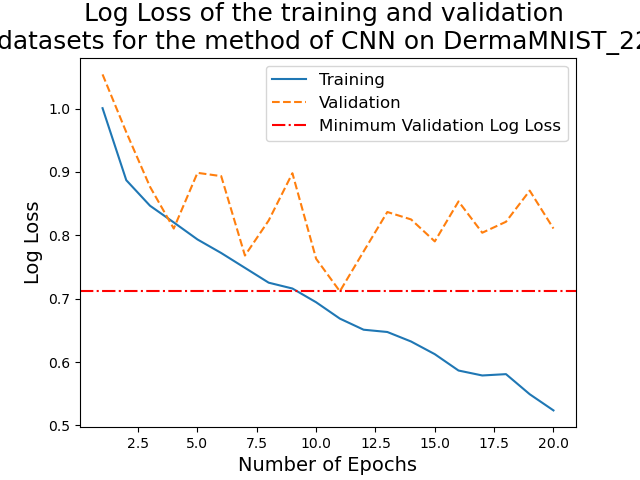 Log Loss of the training and validation
datasets for the method of CNN on DermaMNIST_22
Training
Validation
Minimum Validation Log Loss
Log Loss
1.0
0.9
0.8
0.7
0.6
0.5
2.5 5.0 7.5 10.0 12.5 15.0 17.5 20.0
Number of Epochs